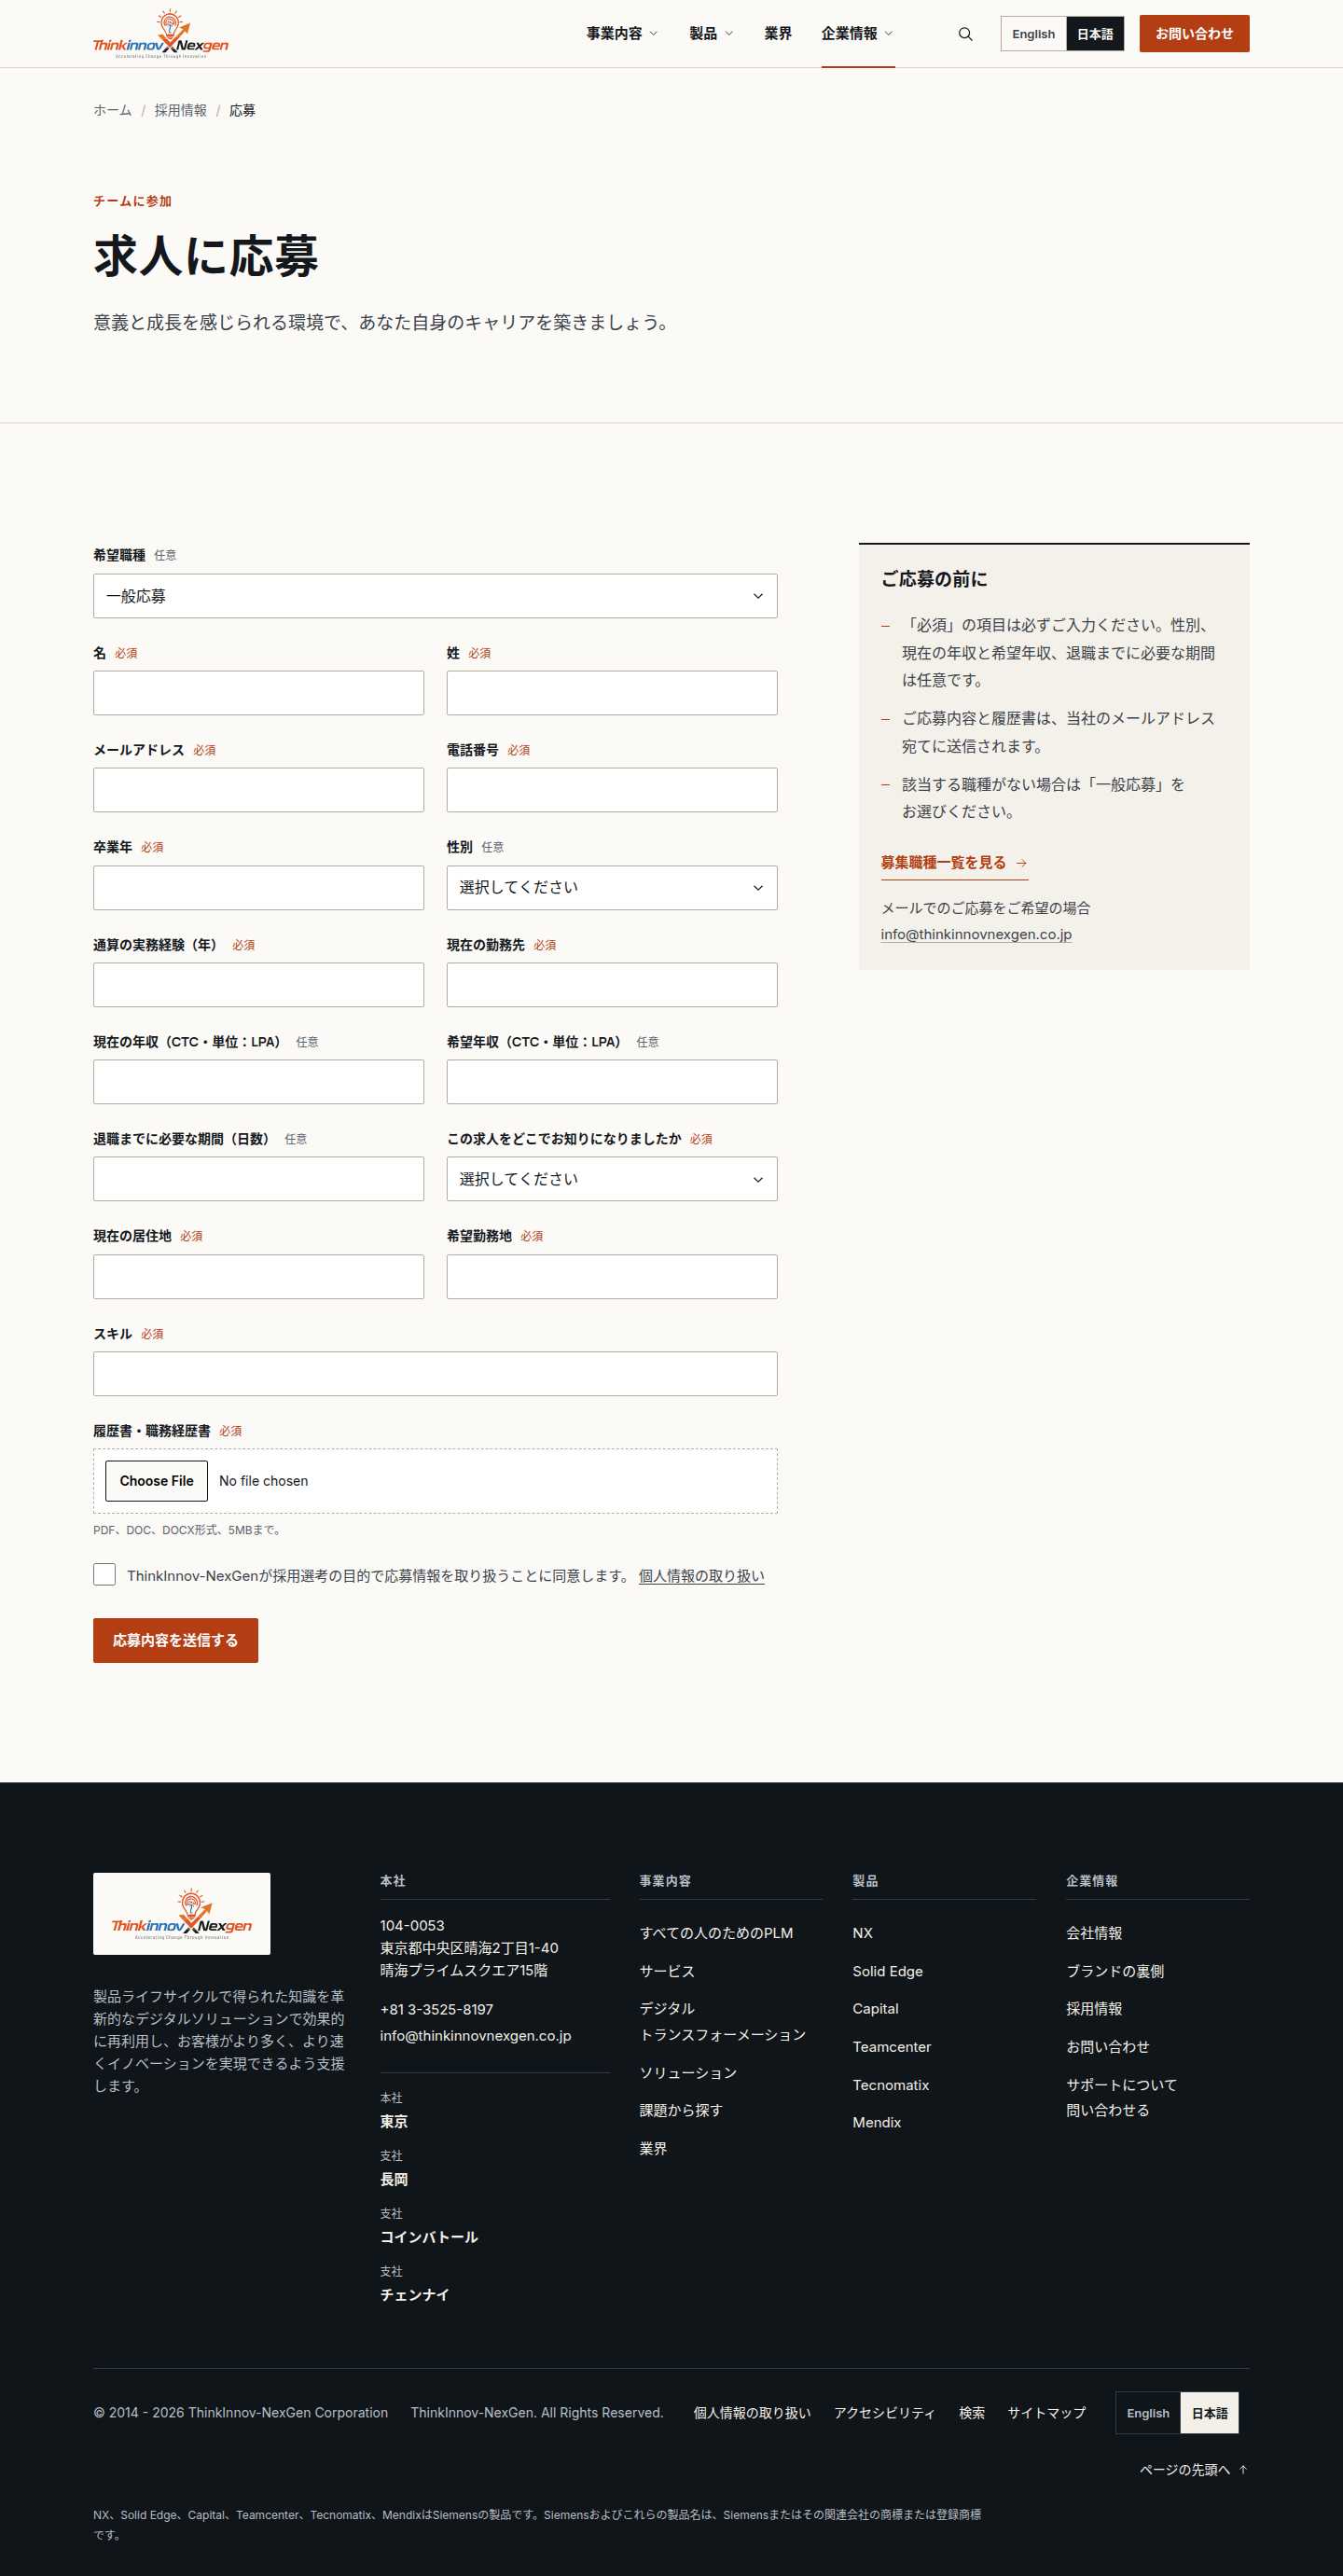 ThinkinnovNexgen
Accelerating Change Through Innovation
事業内容
製品
業界
企業情報
English
日本語
お問い合わせ
ホーム / 採用情報 / 応募
チームに参加
求人に応募
意義と成長を感じられる環境で、あなた自身のキャリアを築きましょう。
希望職種 任意
一般応募
名 必須
姓 必須
メールアドレス 必須
電話番号 必須
卒業年 必須
性別 任意
選択してください
通算の実務経験（年） 必須
現在の勤務先 必須
現在の年収（CTC・単位：LPA） 任意
希望年収（CTC・単位：LPA） 任意
退職までに必要な期間（日数） 任意
この求人をどこでお知りになりましたか 必須
選択してください
現在の居住地 必須
希望勤務地 必須
スキル 必須
履歴書・職務経歴書 必須
Choose File No file chosen
PDF、DOC、DOCX形式、5MBまで。
ThinkInnov-NexGenが採用選考の目的で応募情報を取り扱うことに同意します。 個人情報の取り扱い
応募内容を送信する
ご応募の前に
「必須」の項目は必ずご入力ください。性別、
現在の年収と希望年収、退職までに必要な期間
は任意です。
ご応募内容と履歴書は、当社のメールアドレス
宛てに送信されます。
該当する職種がない場合は「一般応募」を
お選びください。
募集職種一覧を見る →
メールでのご応募をご希望の場合
info@thinkinnovnexgen.co.jp
ThinkinnovNexgen
Accelerating Change Through Innovation
製品ライフサイクルで得られた知識を革
新的なデジタルソリューションで効果的
に再利用し、お客様がより多く、より速
くイノベーションを実現できるよう支援
します。
本社
104-0053
東京都中央区晴海2丁目1-40
晴海プライムスクエア15階
+81 3-3525-8197
info@thinkinnovnexgen.co.jp
本社
東京
支社
長岡
支社
コインバトール
支社
チェンナイ
事業内容
すべての人のためのPLM
サービス
デジタル
トランスフォーメーション
ソリューション
課題から探す
業界
製品
NX
Solid Edge
Capital
Teamcenter
Tecnomatix
Mendix
企業情報
会社情報
ブランドの裏側
採用情報
お問い合わせ
サポートについて
問い合わせる
© 2014 - 2026 ThinkInnov-NexGen Corporation
ThinkInnov-NexGen. All Rights Reserved.
個人情報の取り扱い
アクセシビリティ
検索
サイトマップ
English
日本語
ページの先頭へ ↑
NX、Solid Edge、Capital、Teamcenter、Tecnomatix、MendixはSiemensの製品です。Siemensおよびこれらの製品名は、Siemensまたはその関連会社の商標または登録商標
です。